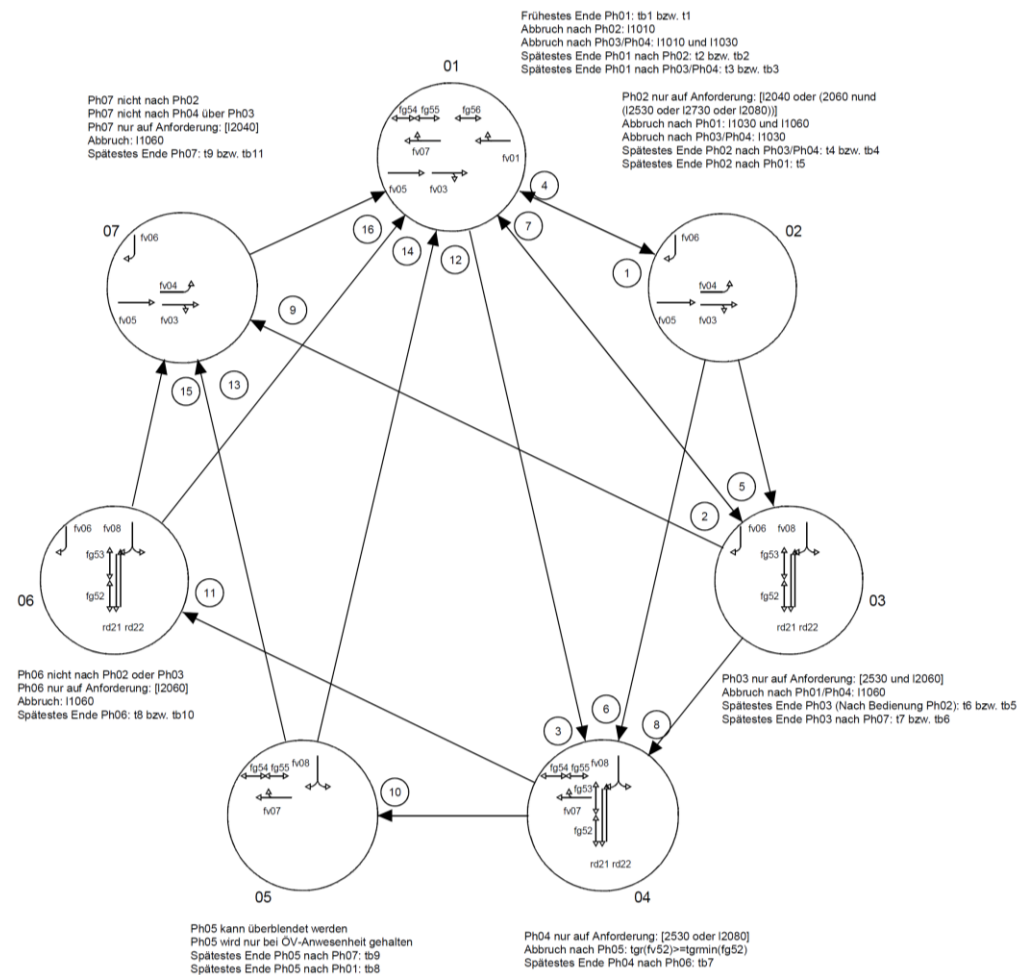 Frühestes Ende Ph01: tb1 bzw. t1
Abbruch nach Ph02: I1010
Abbruch nach Ph03/Ph04: I1010 und I1030
Spätestes Ende Ph01 nach Ph02: t2 bzw. tb2
Spätestes Ende Ph01 nach Ph03/Ph04: t3 bzw. tb3
01
fg54 fg55 fg56
fv07 fv01
fv05 fv03
Ph07 nicht nach Ph02
Ph07 nicht nach Ph04 über Ph03
Ph07 nur auf Anforderung: [I2040]
Abbruch: I1060
Spätestes Ende Ph07: t9 bzw. tb11
Ph02 nur auf Anforderung: [I2040 oder (2060 nund
(I2530 oder I2730 oder I2080))]
Abbruch nach Ph01: I1030 und I1060
Abbruch nach Ph03/Ph04: I1030
Spätestes Ende Ph02 nach Ph03/Ph04: t4 bzw. tb4
Spätestes Ende Ph02 nach Ph01: t5
4
16
7
14
12
07
fv06
fv04
fv05 fv03
02
fv06
fv04
fv05 fv03
1
9
15
13
5
2
06
fv06 fv08
fg53
fg52
rd21 rd22
11
03
fv06 fv08
fg53
fg52
rd21 rd22
Ph06 nicht nach Ph02 oder Ph03
Ph06 nur auf Anforderung: [I2060]
Abbruch: I1060
Spätestes Ende Ph06: t8 bzw. tb10
Ph03 nur auf Anforderung: [2530 und I2060]
Abbruch nach Ph01/Ph04: I1060
Spätestes Ende Ph03 (Nach Bedienung Ph02): t6 bzw. tb5
Spätestes Ende Ph03 nach Ph07: t7 bzw. tb6
3
6
8
10
fg54 fg55 fv08
fv07
05
fg54 fg55 fv08
fg53
fv07
fg52
rd21 rd22
04
Ph05 kann überblendet werden
Ph05 wird nur bei ÖV-Anwesenheit gehalten
Spätestes Ende Ph05 nach Ph07: tb9
Spätestes Ende Ph05 nach Ph01: tb8
Ph04 nur auf Anforderung: [2530 oder I2080]
Abbruch nach Ph05: tgr(fv52)>=tgrmin(fg52)
Spätestes Ende Ph04 nach Ph06: tb7